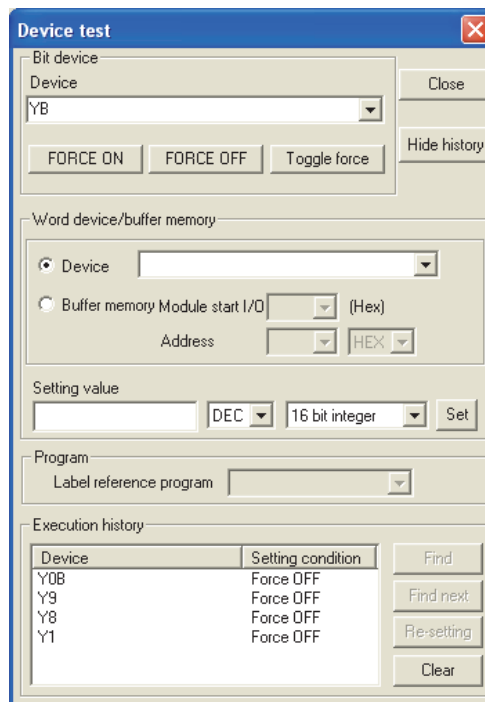 Device test
Bit device
Device
Close
YB
Hide history
FORCE ON FORCE OFF Toggle force
Word device/buffer memory
Device
Buffer memory Module start I/O (Hex)
Address HEX
Setting value
DEC 16 bit integer Set
Program
Label reference program
Execution history
Device Setting condition Find
Y0B Force OFF
Y9 Force OFF Find next
Y8 Force OFF
Y1 Force OFF Re-setting
Clear